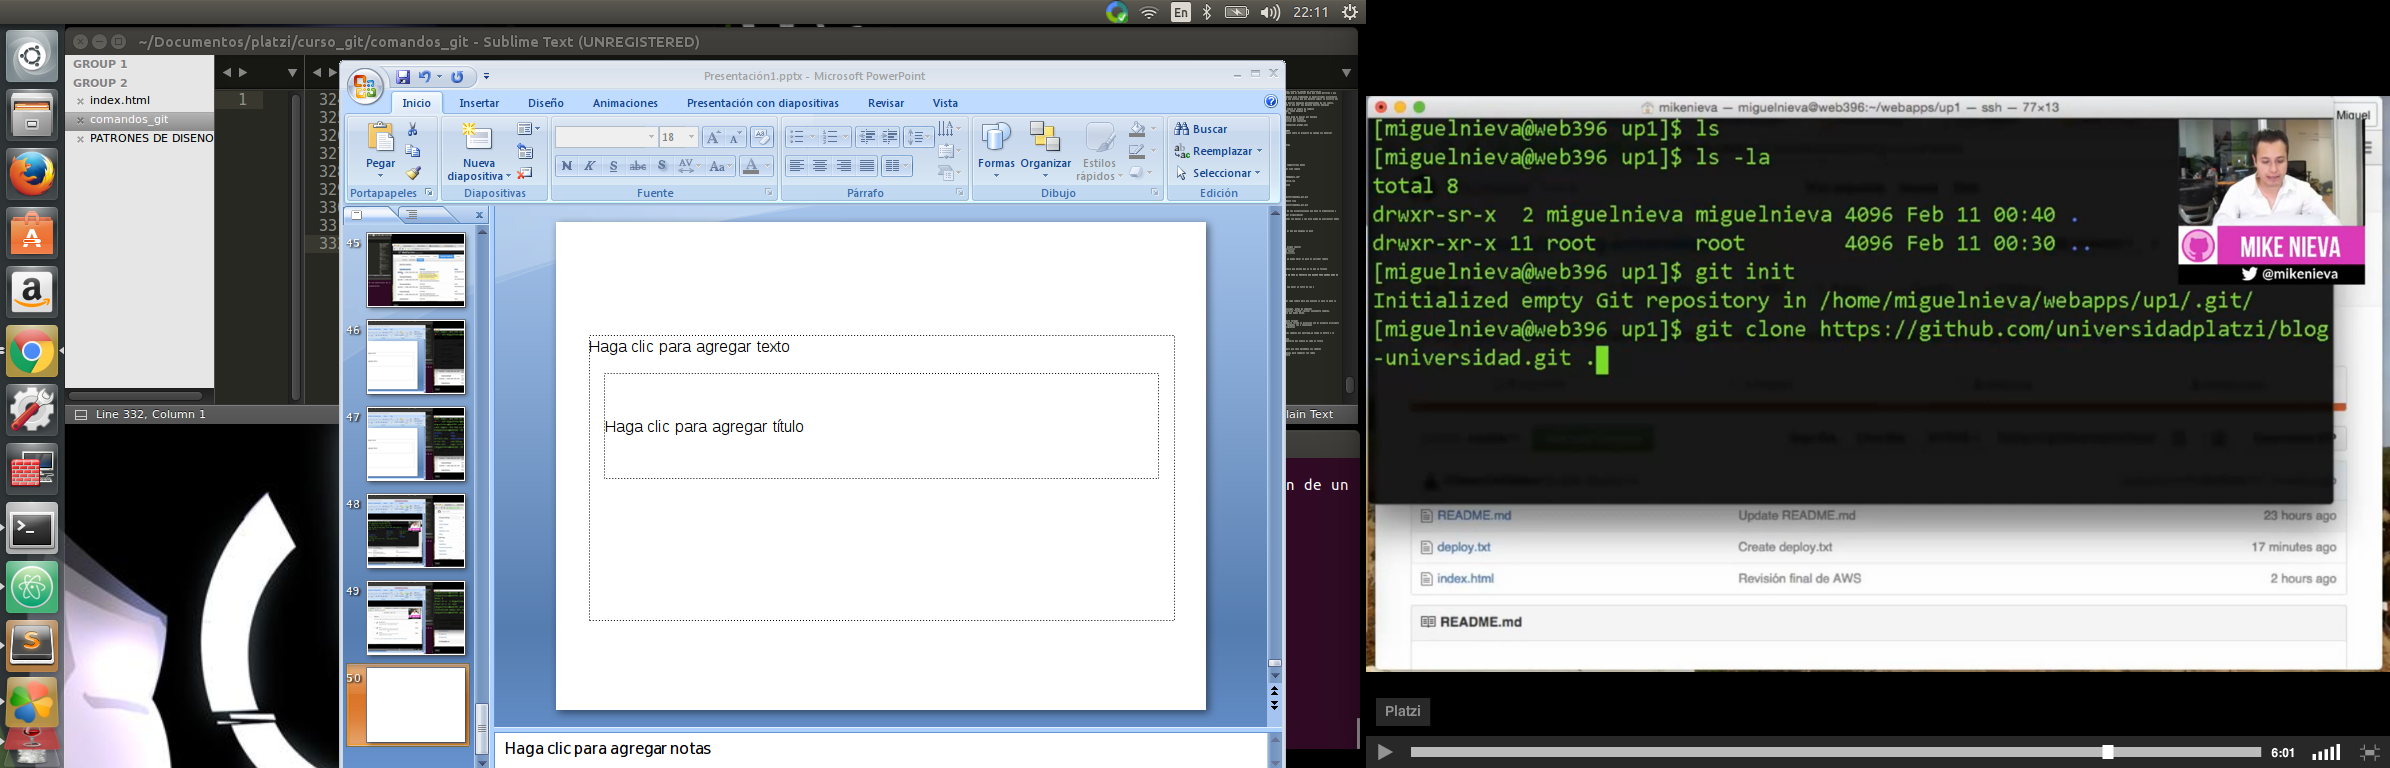 En
22:11
~/Documentos/platzi/curso_git/comandos_git - Sublime Text (UNREGISTERED)
GROUP 1
GROUP 2
index.html
comandos_git
PATRONES DE DISENO
1
332
Line 332, Column 1
lain Text
n de un
Presentación1.pptx - Microsoft PowerPoint
Inicio
Insertar
Diseño
Animaciones
Presentación con diapositivas
Revisar
Vista
Pegar
Portapapeles
Nueva
diapositiva
Diapositivas
18
N K S abc S AV Aa A
Fuente
Párrafo
Formas
Organizar
Estilos
rápidos
Dibujo
Buscar
Reemplazar
Seleccionar
Edición
45
46
47
48
49
50
Haga clic para agregar texto
Haga clic para agregar título
Haga clic para agregar notas
mikenieva — miguelnieva@web396:~/webapps/up1 — ssh — 77×13
Miguel
[miguelnieva@web396 up1]$ ls
[miguelnieva@web396 up1]$ ls -la
total 8
drwxr-sr-x  2 miguelnieva miguelnieva 4096 Feb 11 00:40 .
drwxr-xr-x 11 root        root        4096 Feb 11 00:30 ..
[miguelnieva@web396 up1]$ git init
Initialized empty Git repository in /home/miguelnieva/webapps/up1/.git/
[miguelnieva@web396 up1]$ git clone https://github.com/universidadplatzi/blog
-universidad.git .
MIKE NIEVA
@mikenieva
README.md
Update README.md
23 hours ago
deploy.txt
Create deploy.txt
17 minutes ago
index.html
Revisión final de AWS
2 hours ago
README.md
Platzi
6:01